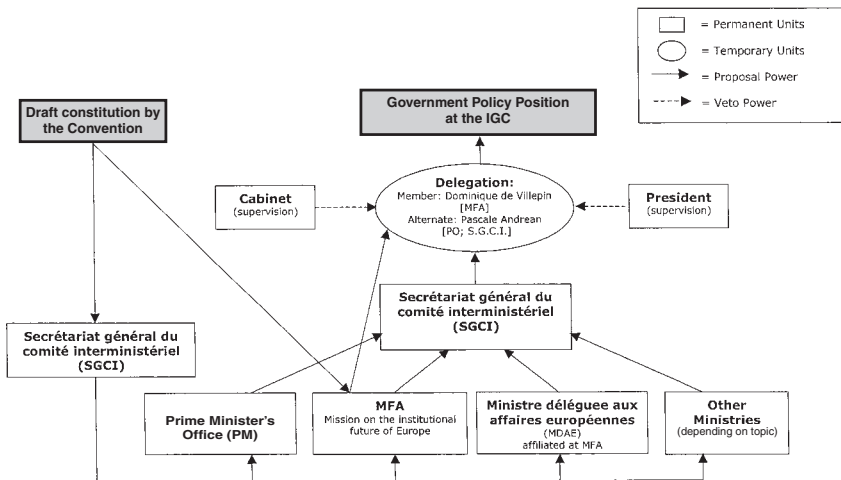 = Permanent Units
= Temporary Units
= Proposal Power
= Veto Power
Draft constitution by
the Convention
Government Policy Position
at the IGC
Delegation:
Member: Dominique de Villepin
[MFA]
Alternate: Pascale Andrean
[PO; S.G.C.I.]
Cabinet
(supervision)
President
(supervision)
Secrétariat général du
comité interministériel
(SGCI)
Secrétariat général du
comité interministériel
(SGCI)
Prime Minister's
Office (PM)
MFA
Mission on the institutional
future of Europe
Ministre déléguee aux
affaires européennes
(MDAE)
affiliated at MFA
Other
Ministries
(depending on topic)